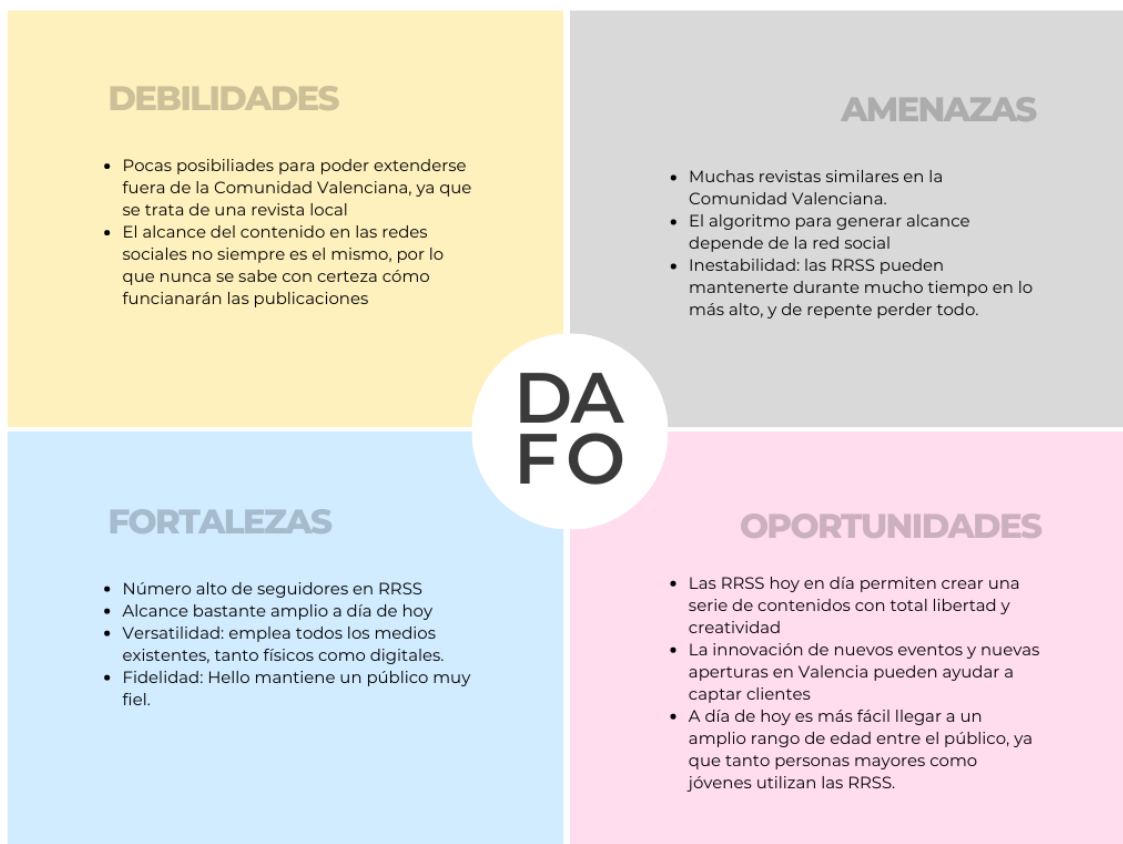 DEBILIDADES
• Pocas posibiliades para poder extenderse
fuera de la Comunidad Valenciana, ya que
se trata de una revista local
• El alcance del contenido en las redes
sociales no siempre es el mismo, por lo
que nunca se sabe con certeza cómo
funcianarán las publicaciones
AMENAZAS
• Muchas revistas similares en la
Comunidad Valenciana.
• El algoritmo para generar alcance
depende de la red social
• Inestabilidad: las RRSS pueden
mantenerte durante mucho tiempo en lo
más alto, y de repente perder todo.
DA
FO
FORTALEZAS
• Número alto de seguidores en RRSS
• Alcance bastante amplio a día de hoy
• Versatilidad: emplea todos los medios
existentes, tanto físicos como digitales.
• Fidelidad: Hello mantiene un público muy
fiel.
OPORTUNIDADES
• Las RRSS hoy en día permiten crear una
serie de contenidos con total libertad y
creatividad
• La innovación de nuevos eventos y nuevas
aperturas en Valencia pueden ayudar a
captar clientes
• A día de hoy es más fácil llegar a un
amplio rango de edad entre el público, ya
que tanto personas mayores como
jóvenes utilizan las RRSS.